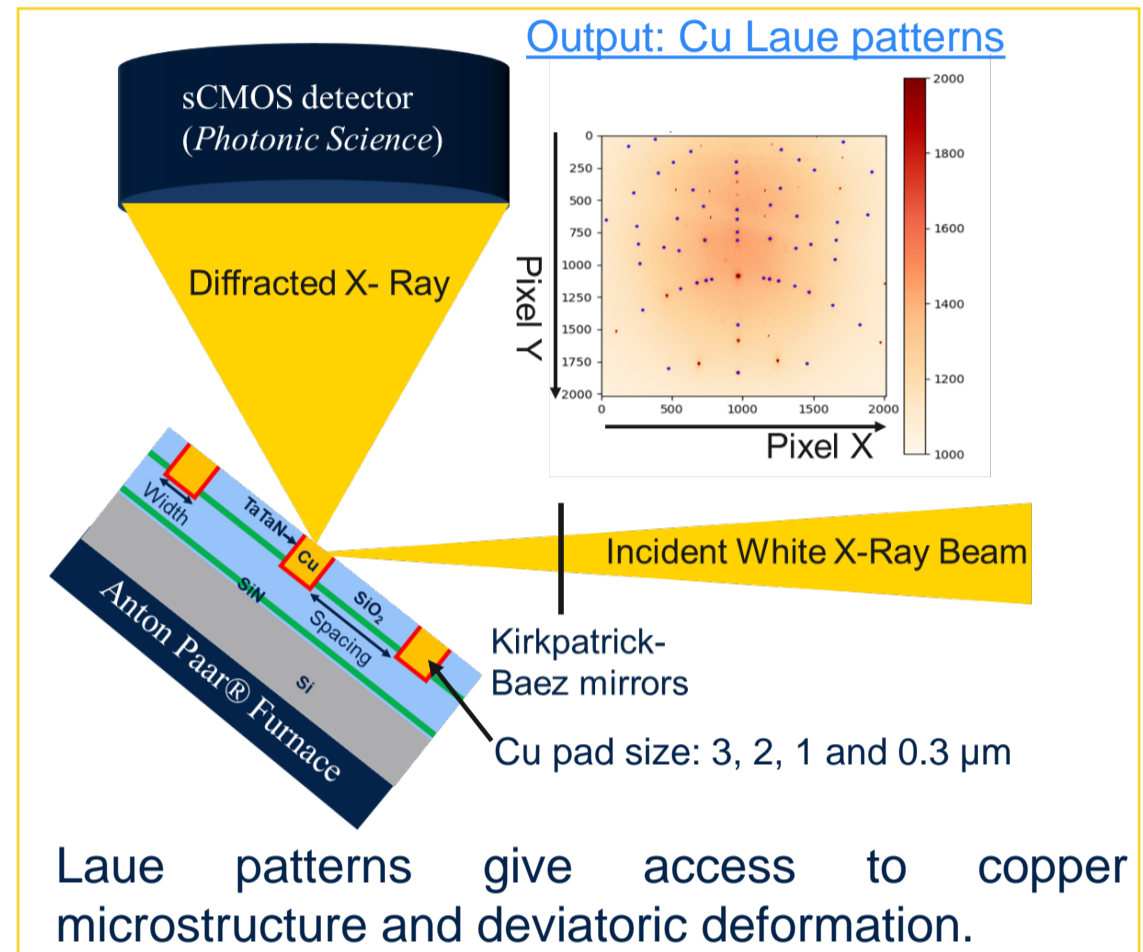 Output: Cu Laue patterns
sCMOS detector
(Photonic Science)
Diffracted X- Ray
Pixel Y
0
250
500
750
1000
1250
1500
1750
2000
0
500
1000
1500
2000
Pixel X
2000
1800
1600
1400
1200
1000
Width
TaTaN
Cu
SiO₂
SiN
Spacing
Si
Anton Paar® Furnace
Incident White X-Ray Beam
Kirkpatrick-
Baez mirrors
Cu pad size: 3, 2, 1 and 0.3 µm
Laue patterns give access to copper
microstructure and deviatoric deformation.